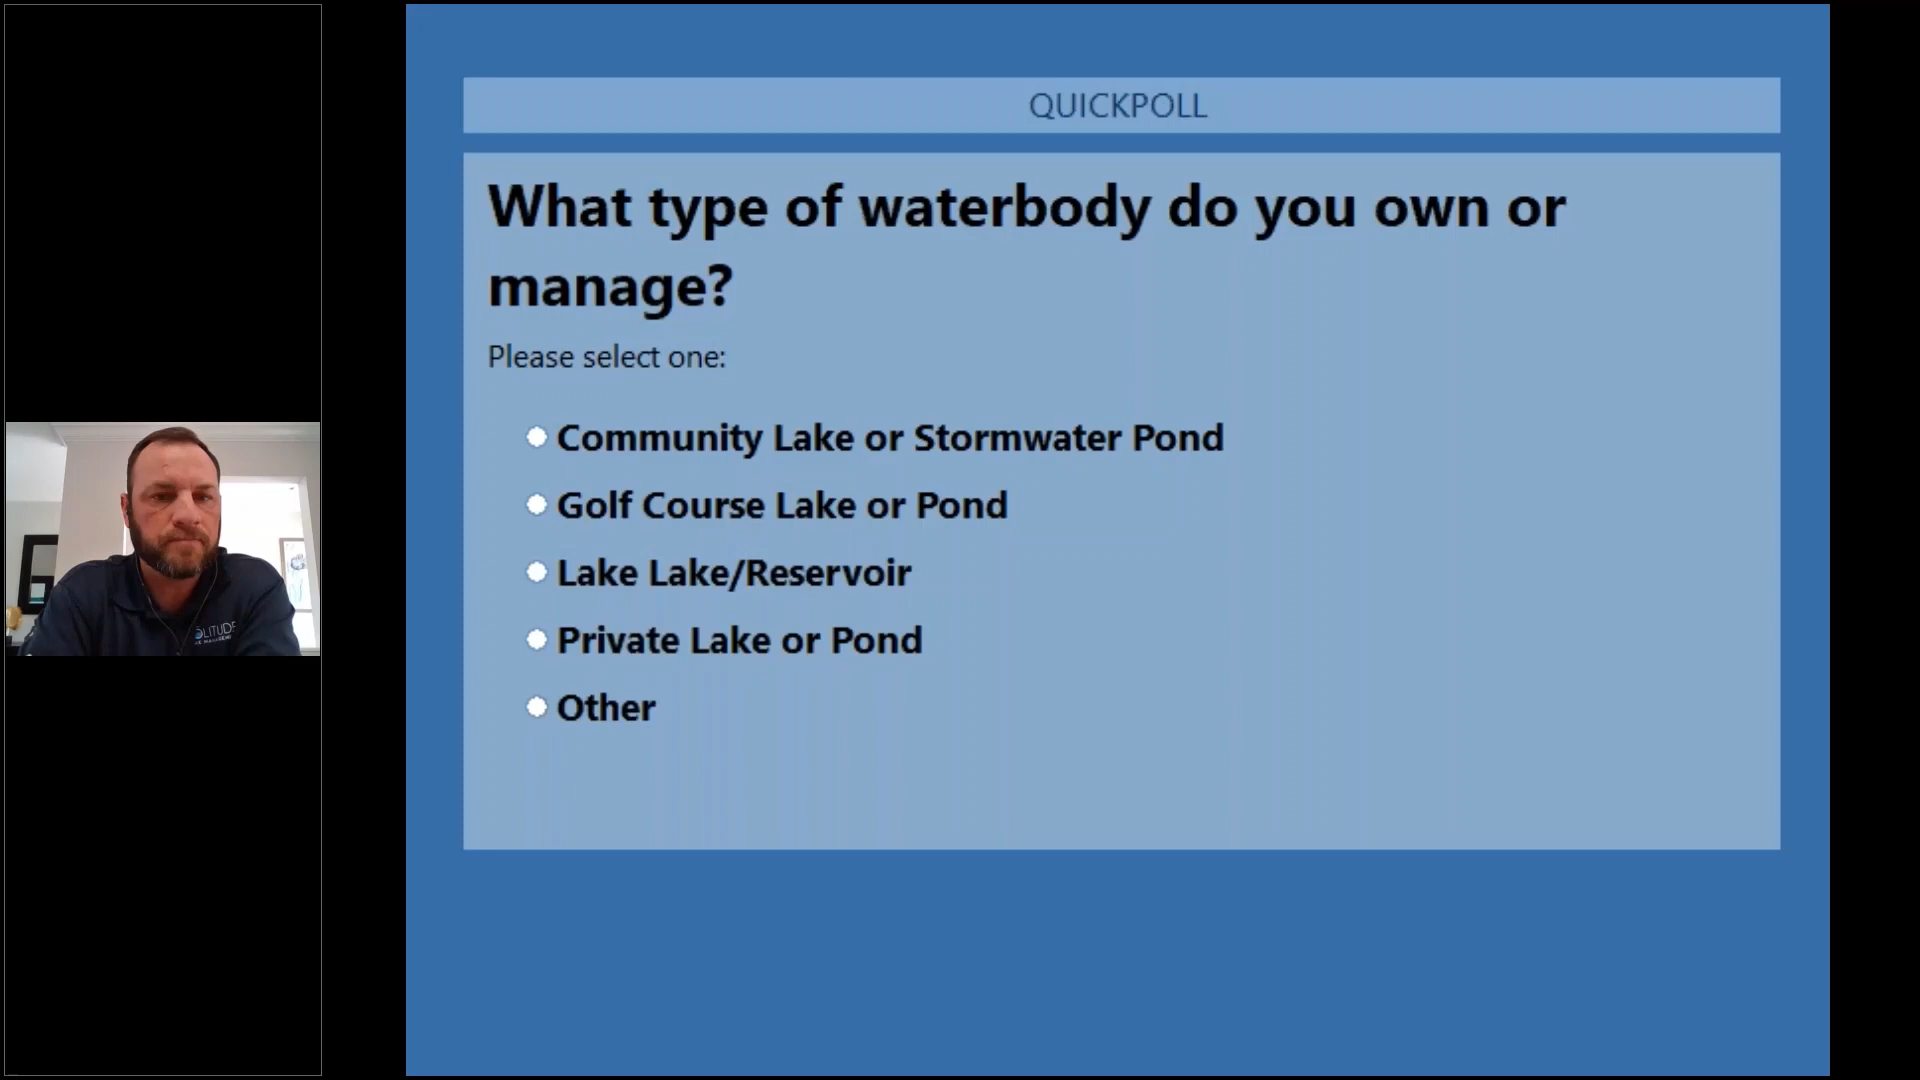 QUICKPOLL
What type of waterbody do you own or
manage?
Please select one:
Community Lake or Stormwater Pond
Golf Course Lake or Pond
Lake Lake/Reservoir
Private Lake or Pond
Other
OLITUDE